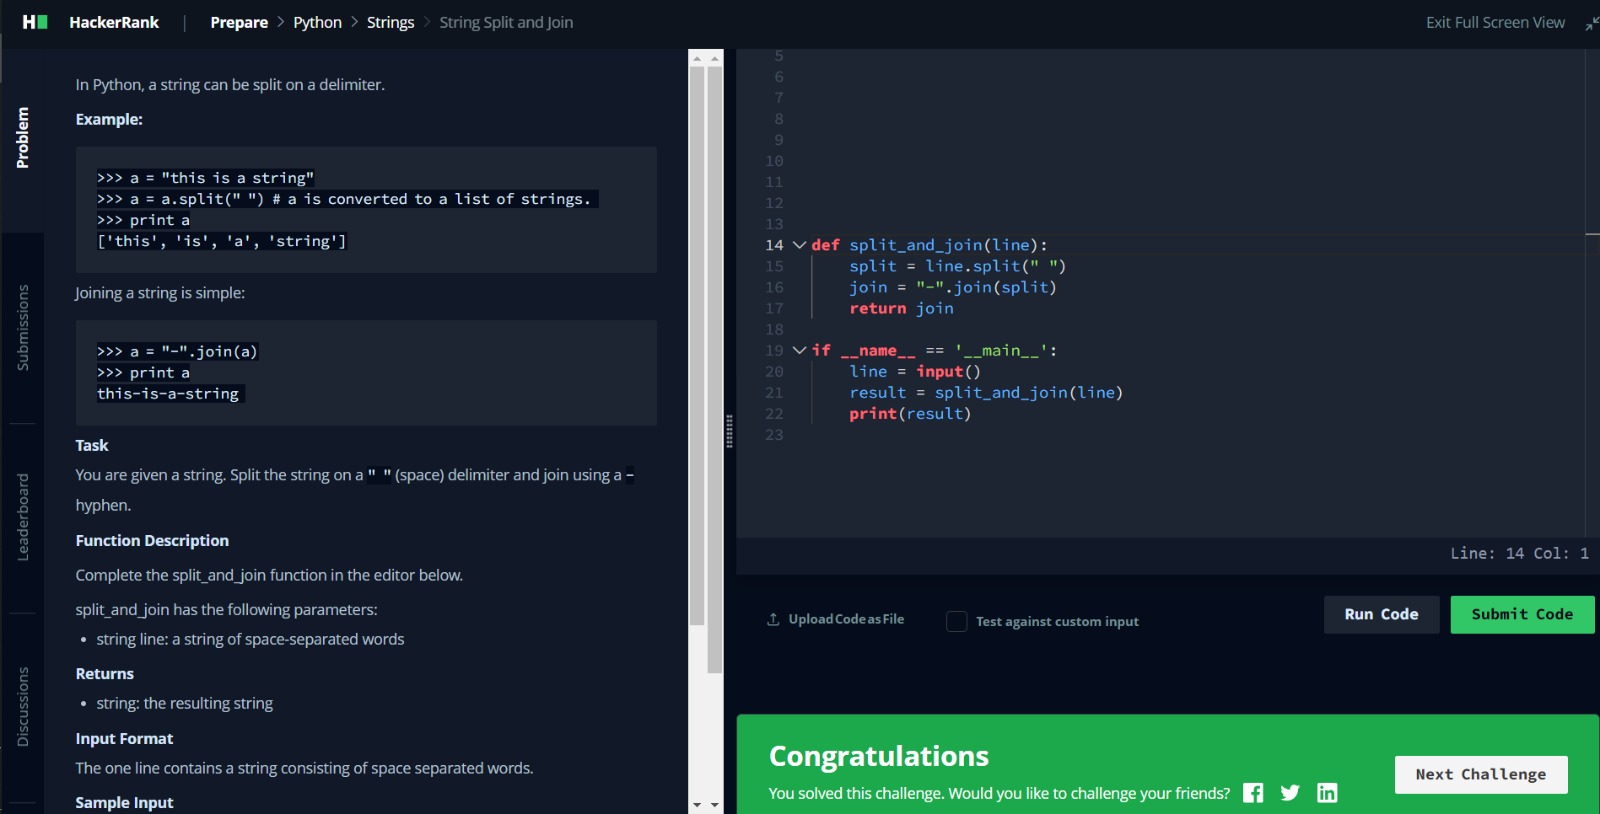 HackerRank | Prepare > Python > Strings > String Split and Join
Exit Full Screen View
Problem
Submissions
Leaderboard
Discussions
In Python, a string can be split on a delimiter.
Example:
>>> a = "this is a string"
>>> a = a.split(" ") # a is converted to a list of strings.
>>> print a
['this', 'is', 'a', 'string']
Joining a string is simple:
>>> a = "-".join(a)
>>> print a
this-is-a-string
Task
You are given a string. Split the string on a " " (space) delimiter and join using a -
hyphen.
Function Description
Complete the split_and_join function in the editor below.
split_and_join has the following parameters:
• string line: a string of space-separated words
Returns
• string: the resulting string
Input Format
The one line contains a string consisting of space separated words.
Sample Input
5
6
7
8
9
10
11
12
13
14 def split_and_join(line):
15     split = line.split(" ")
16     join = "-".join(split)
17     return join
18
19 if __name__ == '__main__':
20     line = input()
21     result = split_and_join(line)
22     print(result)
23
Line: 14 Col: 1
Upload Code as File
Test against custom input
Run Code
Submit Code
Congratulations
You solved this challenge. Would you like to challenge your friends?
Next Challenge